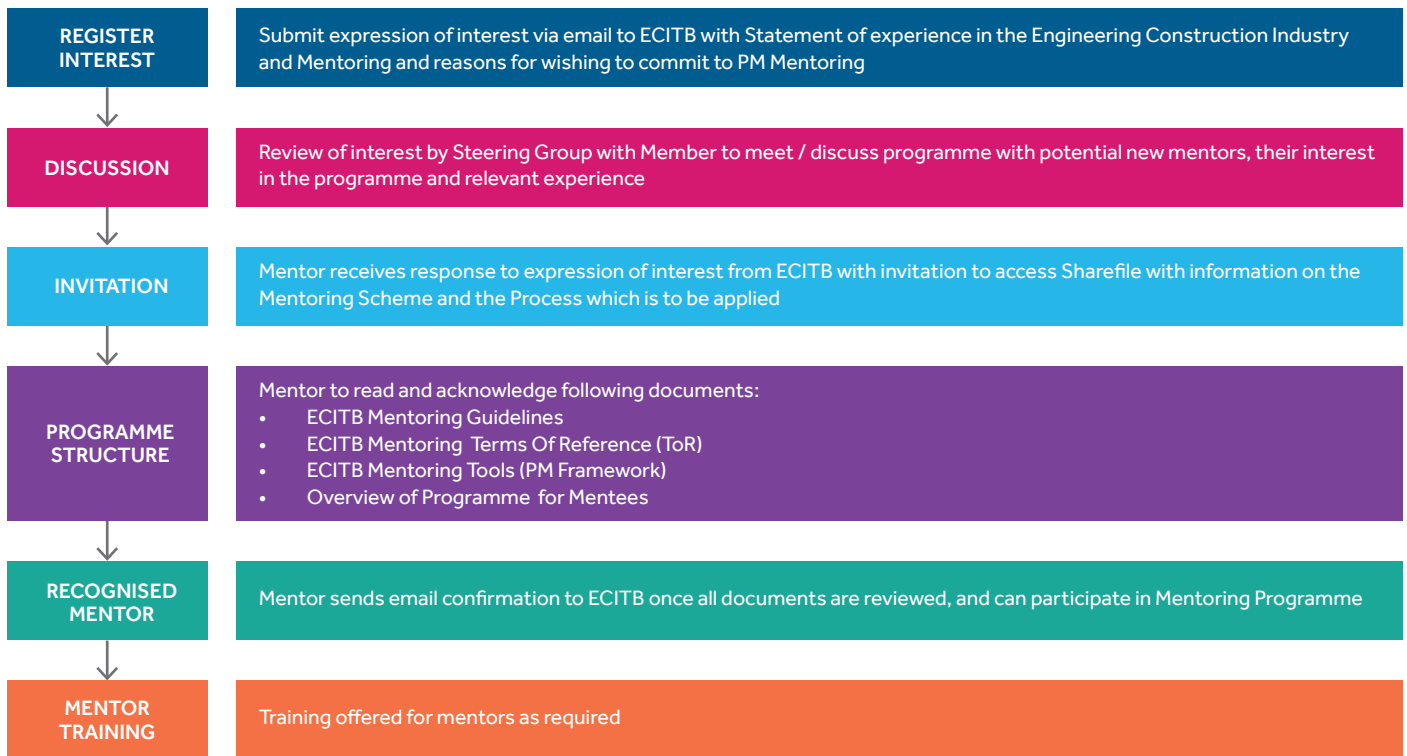 REGISTER
INTEREST
Submit expression of interest via email to ECITB with Statement of experience in the Engineering Construction Industry
and Mentoring and reasons for wishing to commit to PM Mentoring
DISCUSSION
Review of interest by Steering Group with Member to meet / discuss programme with potential new mentors, their interest
in the programme and relevant experience
INVITATION
Mentor receives response to expression of interest from ECITB with invitation to access Sharefile with information on the
Mentoring Scheme and the Process which is to be applied
PROGRAMME
STRUCTURE
Mentor to read and acknowledge following documents:
• ECITB Mentoring Guidelines
• ECITB Mentoring Terms Of Reference (ToR)
• ECITB Mentoring Tools (PM Framework)
• Overview of Programme for Mentees
RECOGNISED
MENTOR
Mentor sends email confirmation to ECITB once all documents are reviewed, and can participate in Mentoring Programme
MENTOR
TRAINING
Training offered for mentors as required